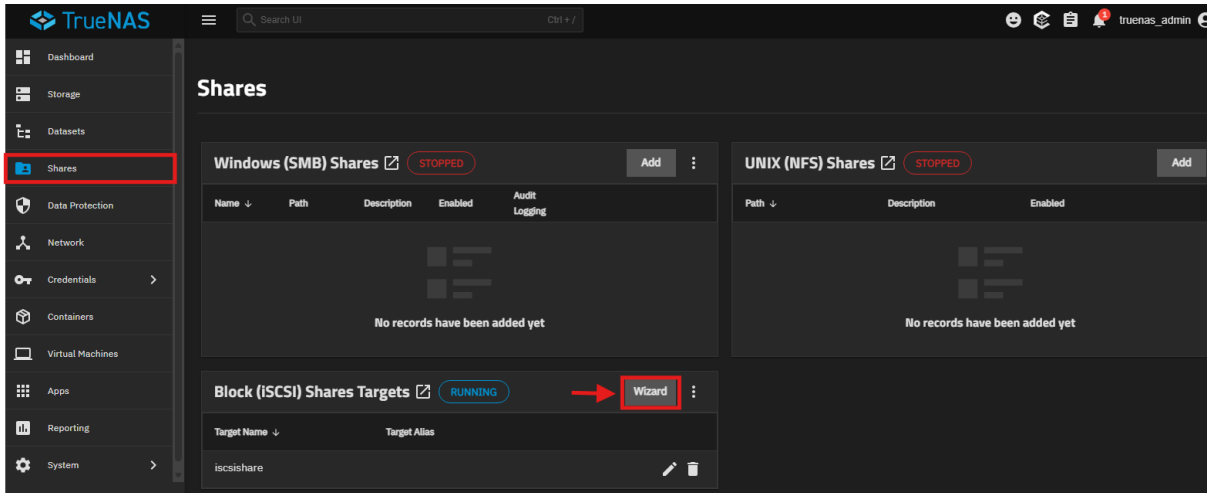 TrueNAS
Search UI
Ctrl + /
1
truenas_admin
Dashboard
Storage
Datasets
Shares
Data Protection
Network
Credentials
Containers
Virtual Machines
Apps
Reporting
System
Shares
Windows (SMB) Shares STOPPED Add
Name Path Description Enabled Audit Logging
No records have been added yet
UNIX (NFS) Shares STOPPED Add
Path Description Enabled
No records have been added yet
Block (iSCSI) Shares Targets RUNNING Wizard
Target Name Target Alias
iscsishare